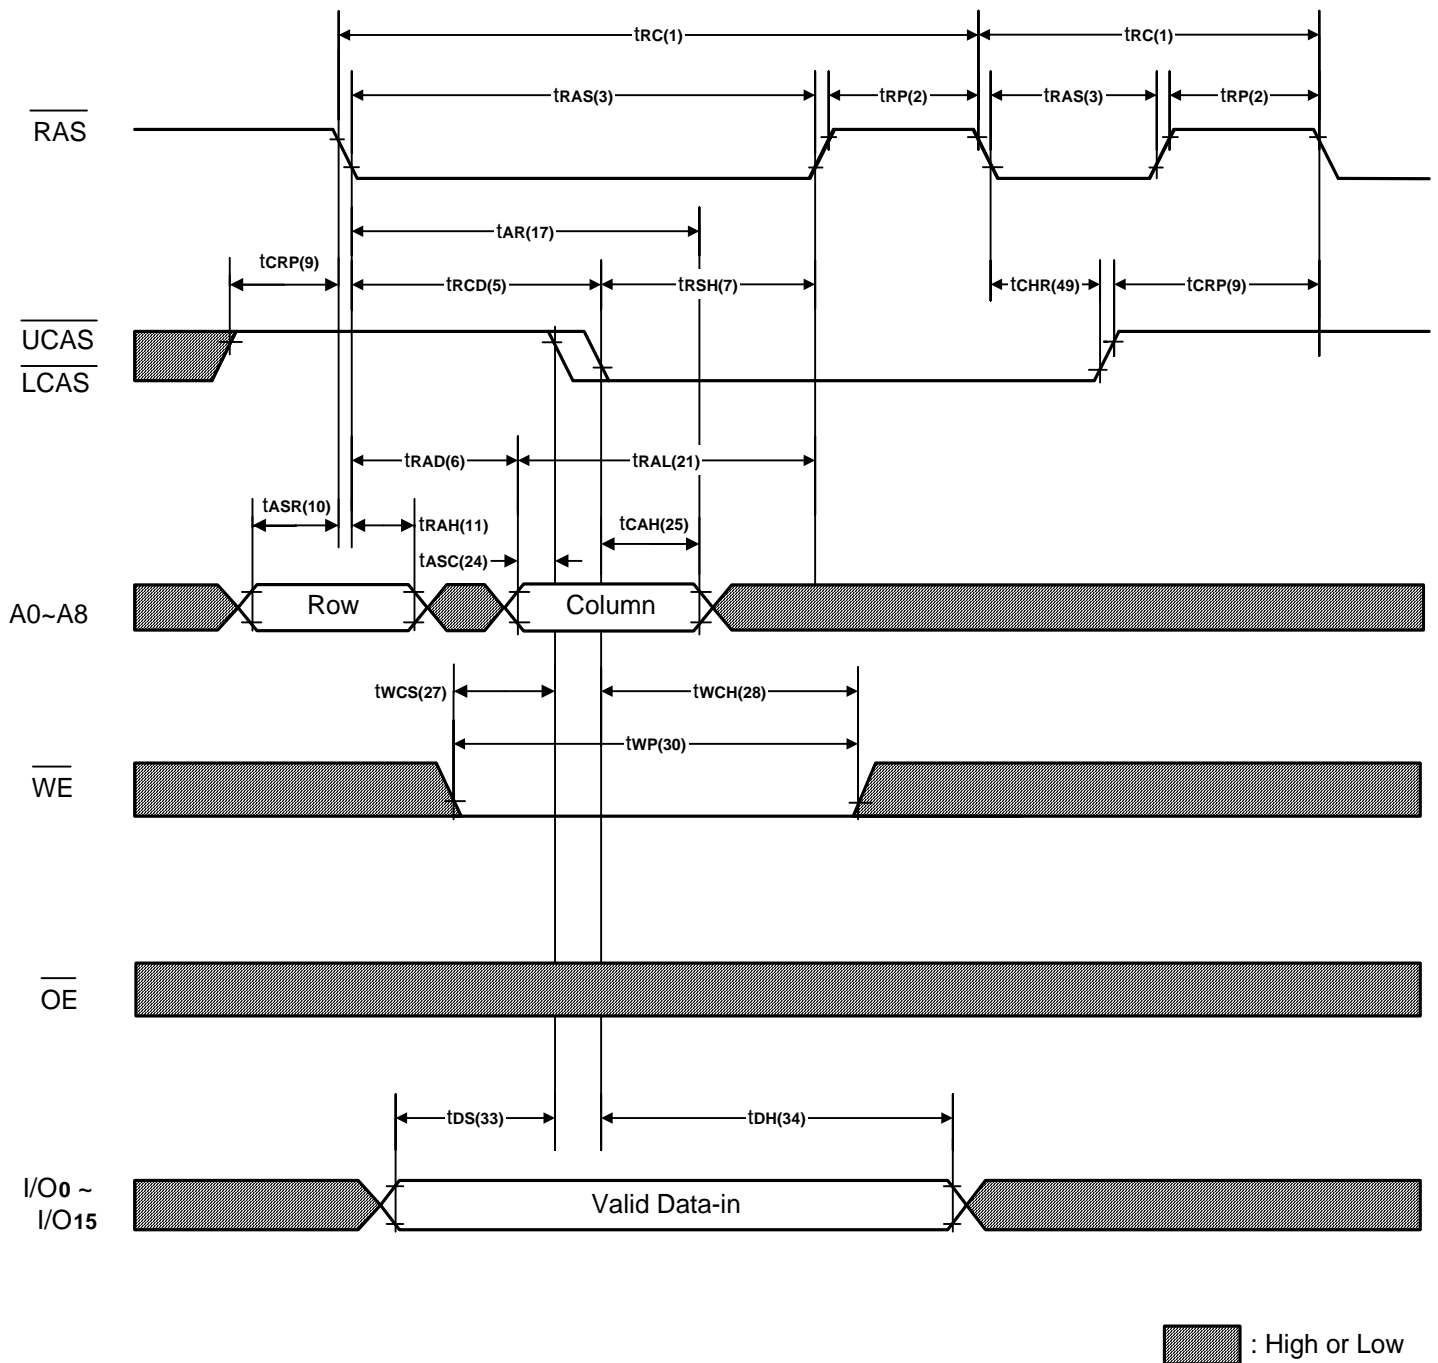 tRC(1) tRC(1)
tRAS(3) tRP(2) tRAS(3) tRP(2)
RAS
tAR(17)
tCRP(9) tRCD(5) tRSH(7) tCHR(49) tCRP(9)
UCAS
LCAS
tRAD(6) tRAL(21)
tASR(10) tRAH(11) tCAH(25)
tASC(24)
A0~A8 Row Column
tWCS(27) tWCH(28)
tWP(30)
WE
OE
tDS(33) tDH(34)
I/O0 ~
I/O15
Valid Data-in
: High or Low